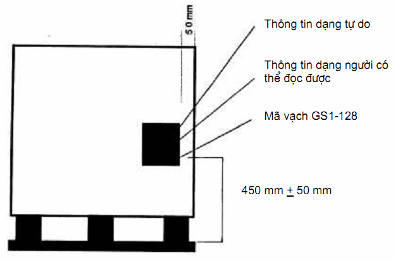 50 mm
Thông tin dạng tự do
Thông tin dạng người có
thể đọc được
Mã vạch GS1-128
450 mm ± 50 mm